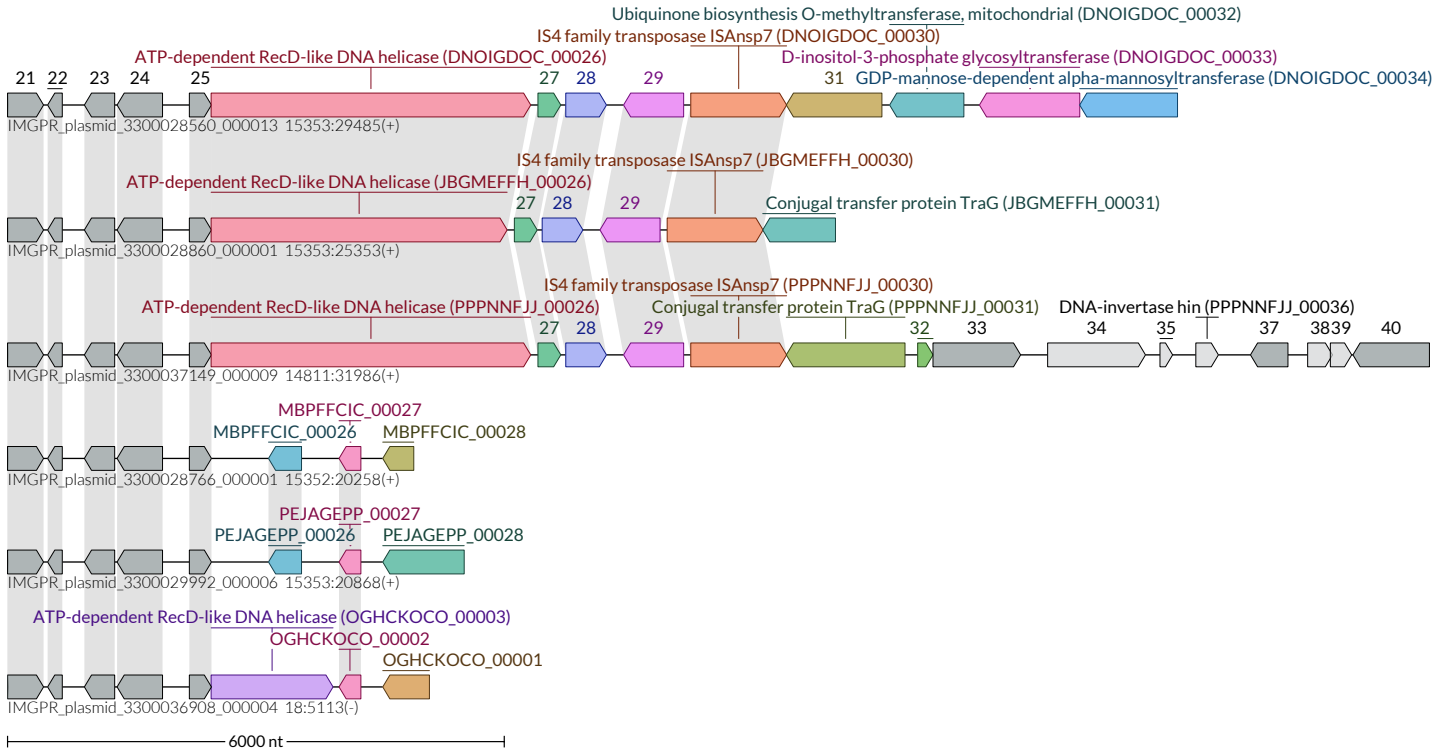 Ubiquinone biosynthesis O-methyltransferase, mitochondrial (DNOIGDOC_00032)
IS4 family transposase ISAnsp7 (DNOIGDOC_00030)
ATP-dependent RecD-like DNA helicase (DNOIGDOC_00026) D-inositol-3-phosphate glycosyltransferase (DNOIGDOC_00033)
21 22 23 24 25 27 28 29 31 GDP-mannose-dependent alpha-mannosyltransferase (DNOIGDOC_00034)
IMGPR_plasmid_3300028560_000013 15353:29485(+)
IS4 family transposase ISAnsp7 (JBGMEFFH_00030)
ATP-dependent RecD-like DNA helicase (JBGMEFFH_00026)
27 28 29 Conjugal transfer protein TraG (JBGMEFFH_00031)
IMGPR_plasmid_3300028860_000001 15353:25353(+)
IS4 family transposase ISAnsp7 (PPPNNFJJ_00030)
ATP-dependent RecD-like DNA helicase (PPPNNFJJ_00026) Conjugal transfer protein TraG (PPPNNFJJ_00031) DNA-invertase hin (PPPNNFJJ_00036)
27 28 29 32 33 34 35 37 38 39 40
IMGPR_plasmid_3300037149_000009 14811:31986(+)
MBPFFCIC_00027
MBPFFCIC_00026 MBPFFCIC_00028
IMGPR_plasmid_3300028766_000001 15352:20258(+)
PEJAGEPP_00027
PEJAGEPP_00026 PEJAGEPP_00028
IMGPR_plasmid_3300029992_000006 15353:20868(+)
ATP-dependent RecD-like DNA helicase (OGHCKOCO_00003)
OGHCKOCO_00002
OGHCKOCO_00001
IMGPR_plasmid_3300036908_000004 18:5113(-)
6000 nt